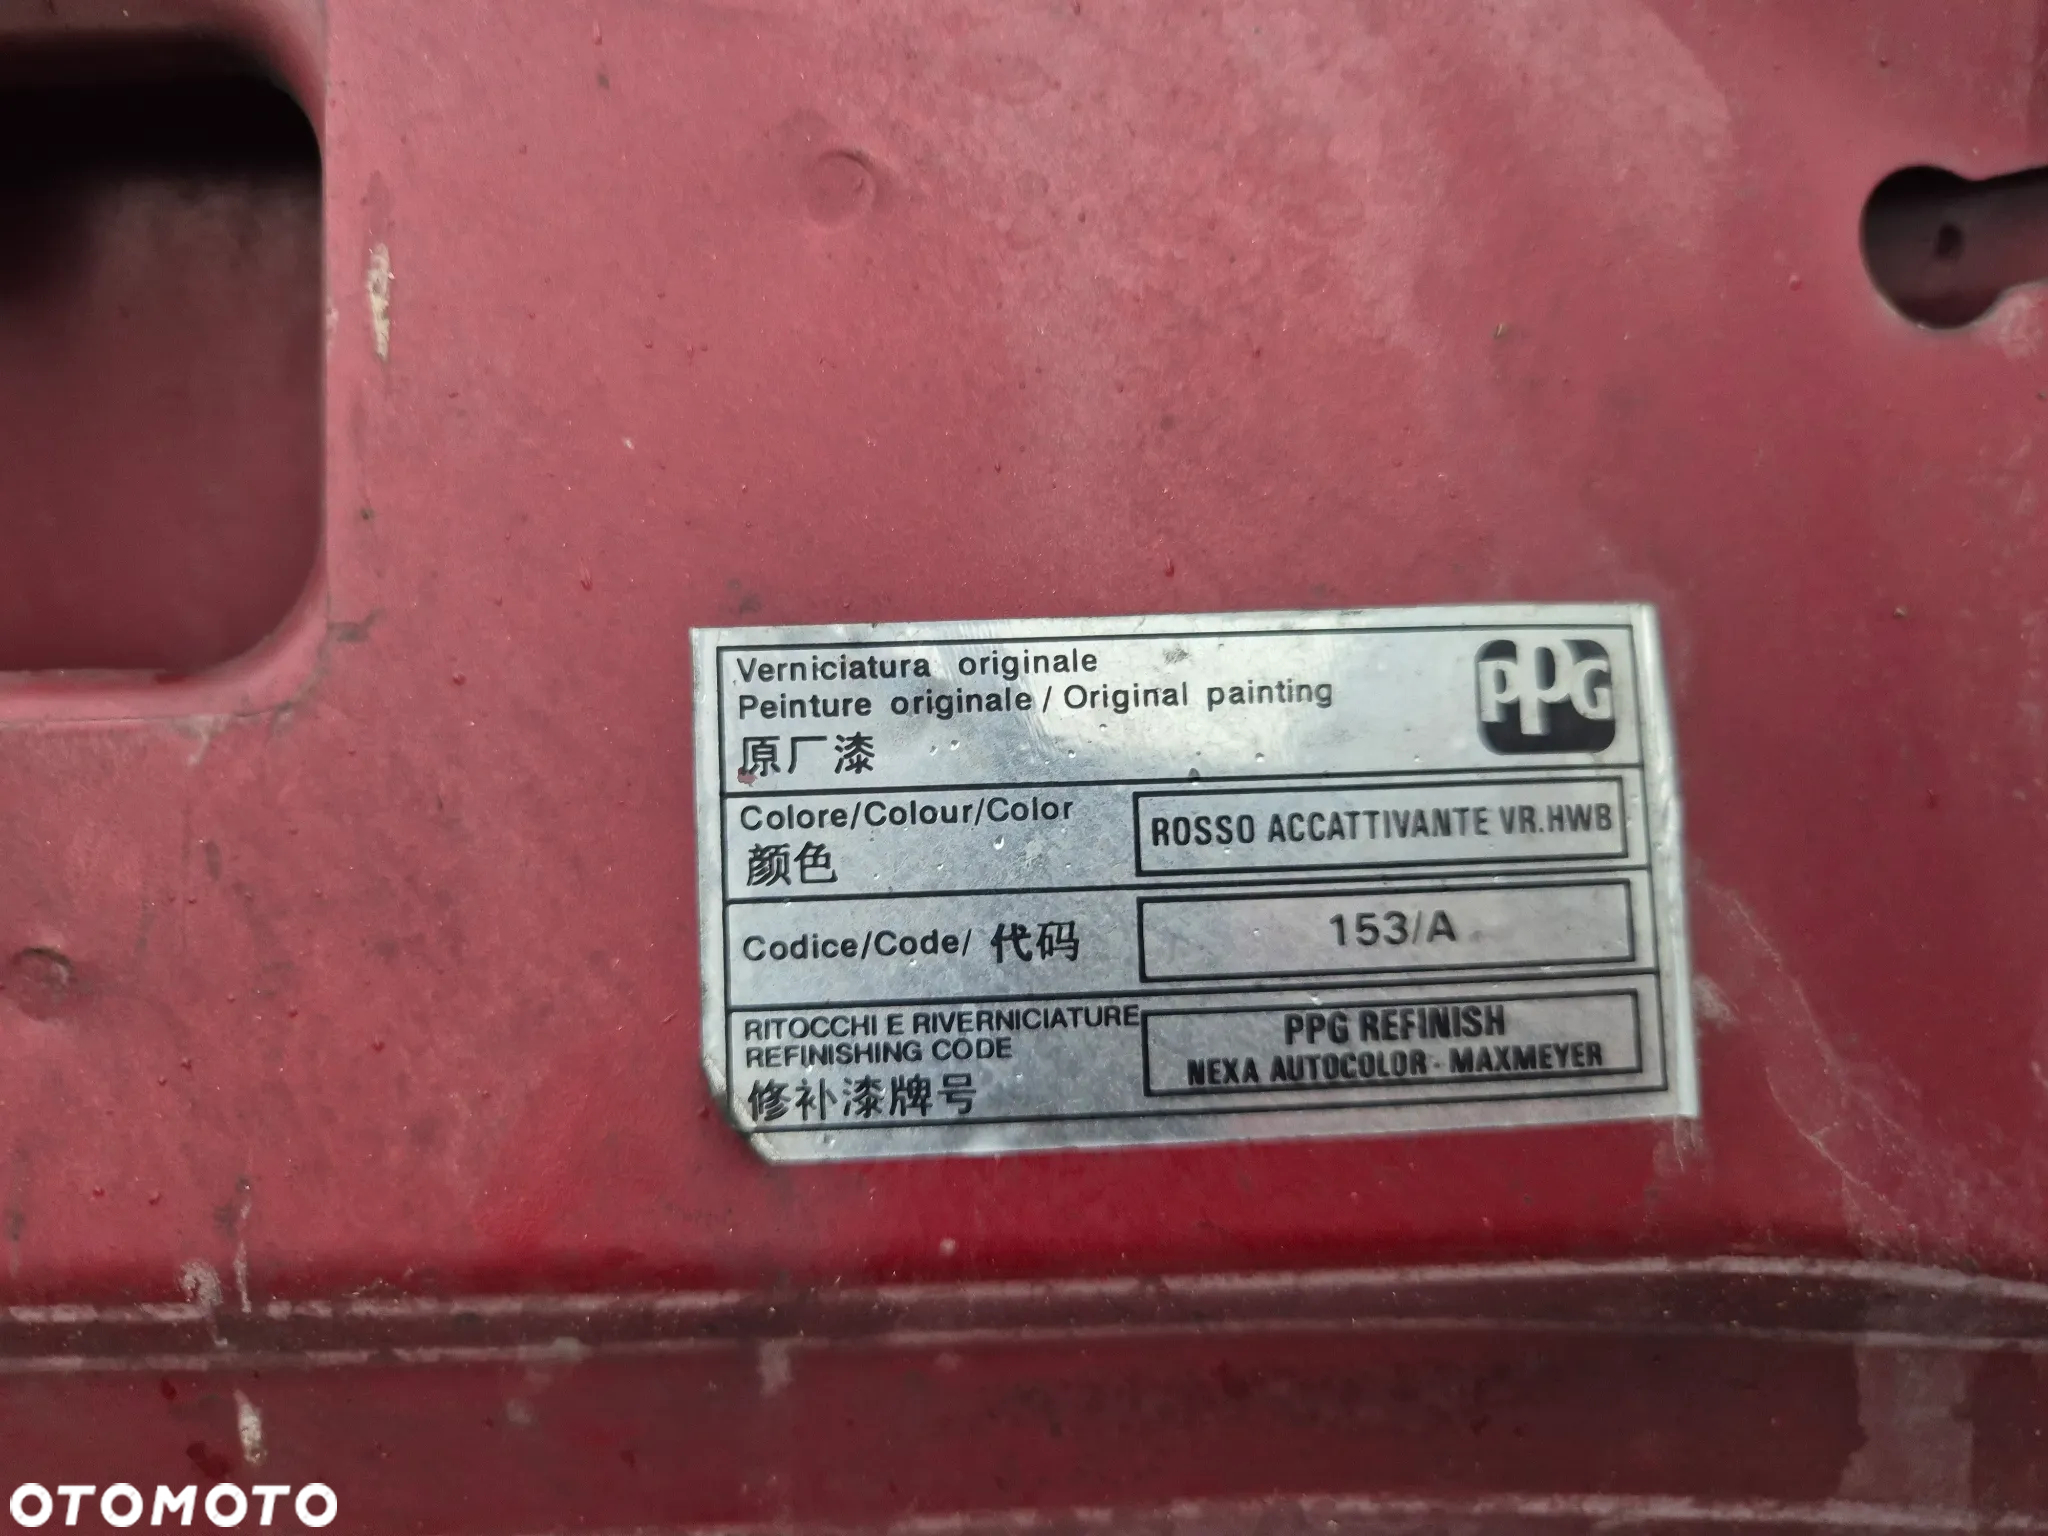 Verniciatura originale
Peinture originale / Original painting
原厂漆
PPG
Colore/Colour/Color
颜色
ROSSO ACCATTIVANTE VR.HWB
Codice/Code/ 代码
153/A
RITOCCHI E RIVERNICIATURE
REFINISHING CODE
修补漆牌号
PPG REFINISH
NEXA AUTOCOLOR - MAXMEYER
OTOMOTO